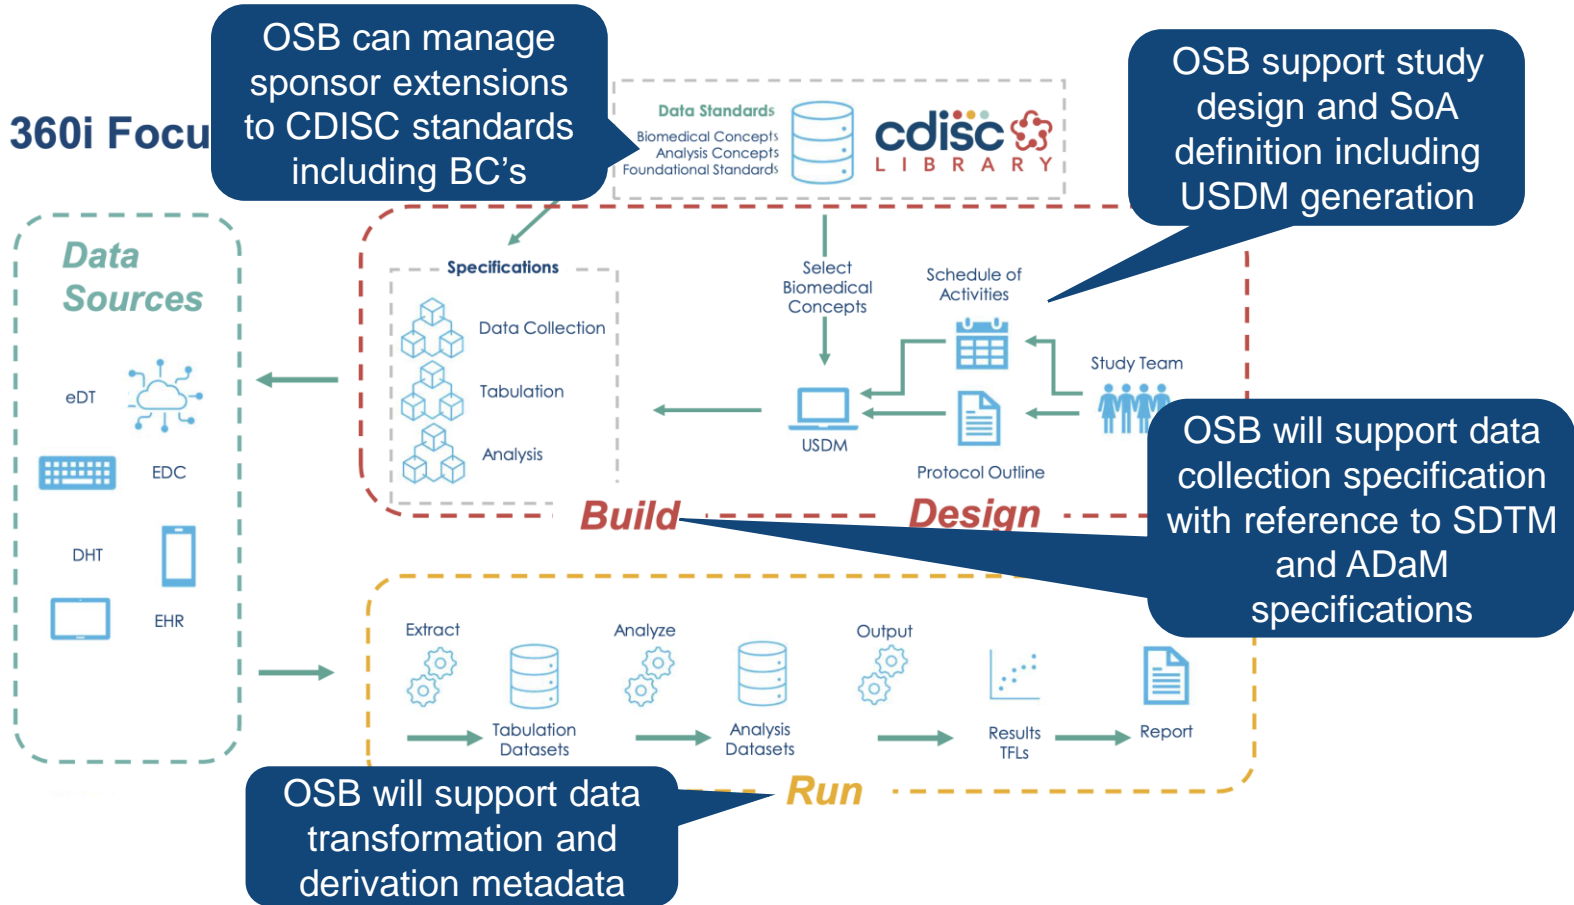 OSB can manage
sponsor extensions
to CDISC standards
including BC's
360i Focu
Data Standards
Biomedical Concepts
Analysis Concepts
Foundational Standards
cdisc
LIBRARY
OSB support study
design and SoA
definition including
USDM generation
Data
Sources
eDT
EDC
DHT
EHR
Specifications
Data Collection
Tabulation
Analysis
Select
Biomedical
Concepts
Schedule of
Activities
Study Team
USDM
Protocol Outline
Build
Design
OSB will support data
collection specification
with reference to SDTM
and ADaM
specifications
Extract
Tabulation
Datasets
Analyze
Analysis
Datasets
Output
Results
TFLs
Report
Run
OSB will support data
transformation and
derivation metadata